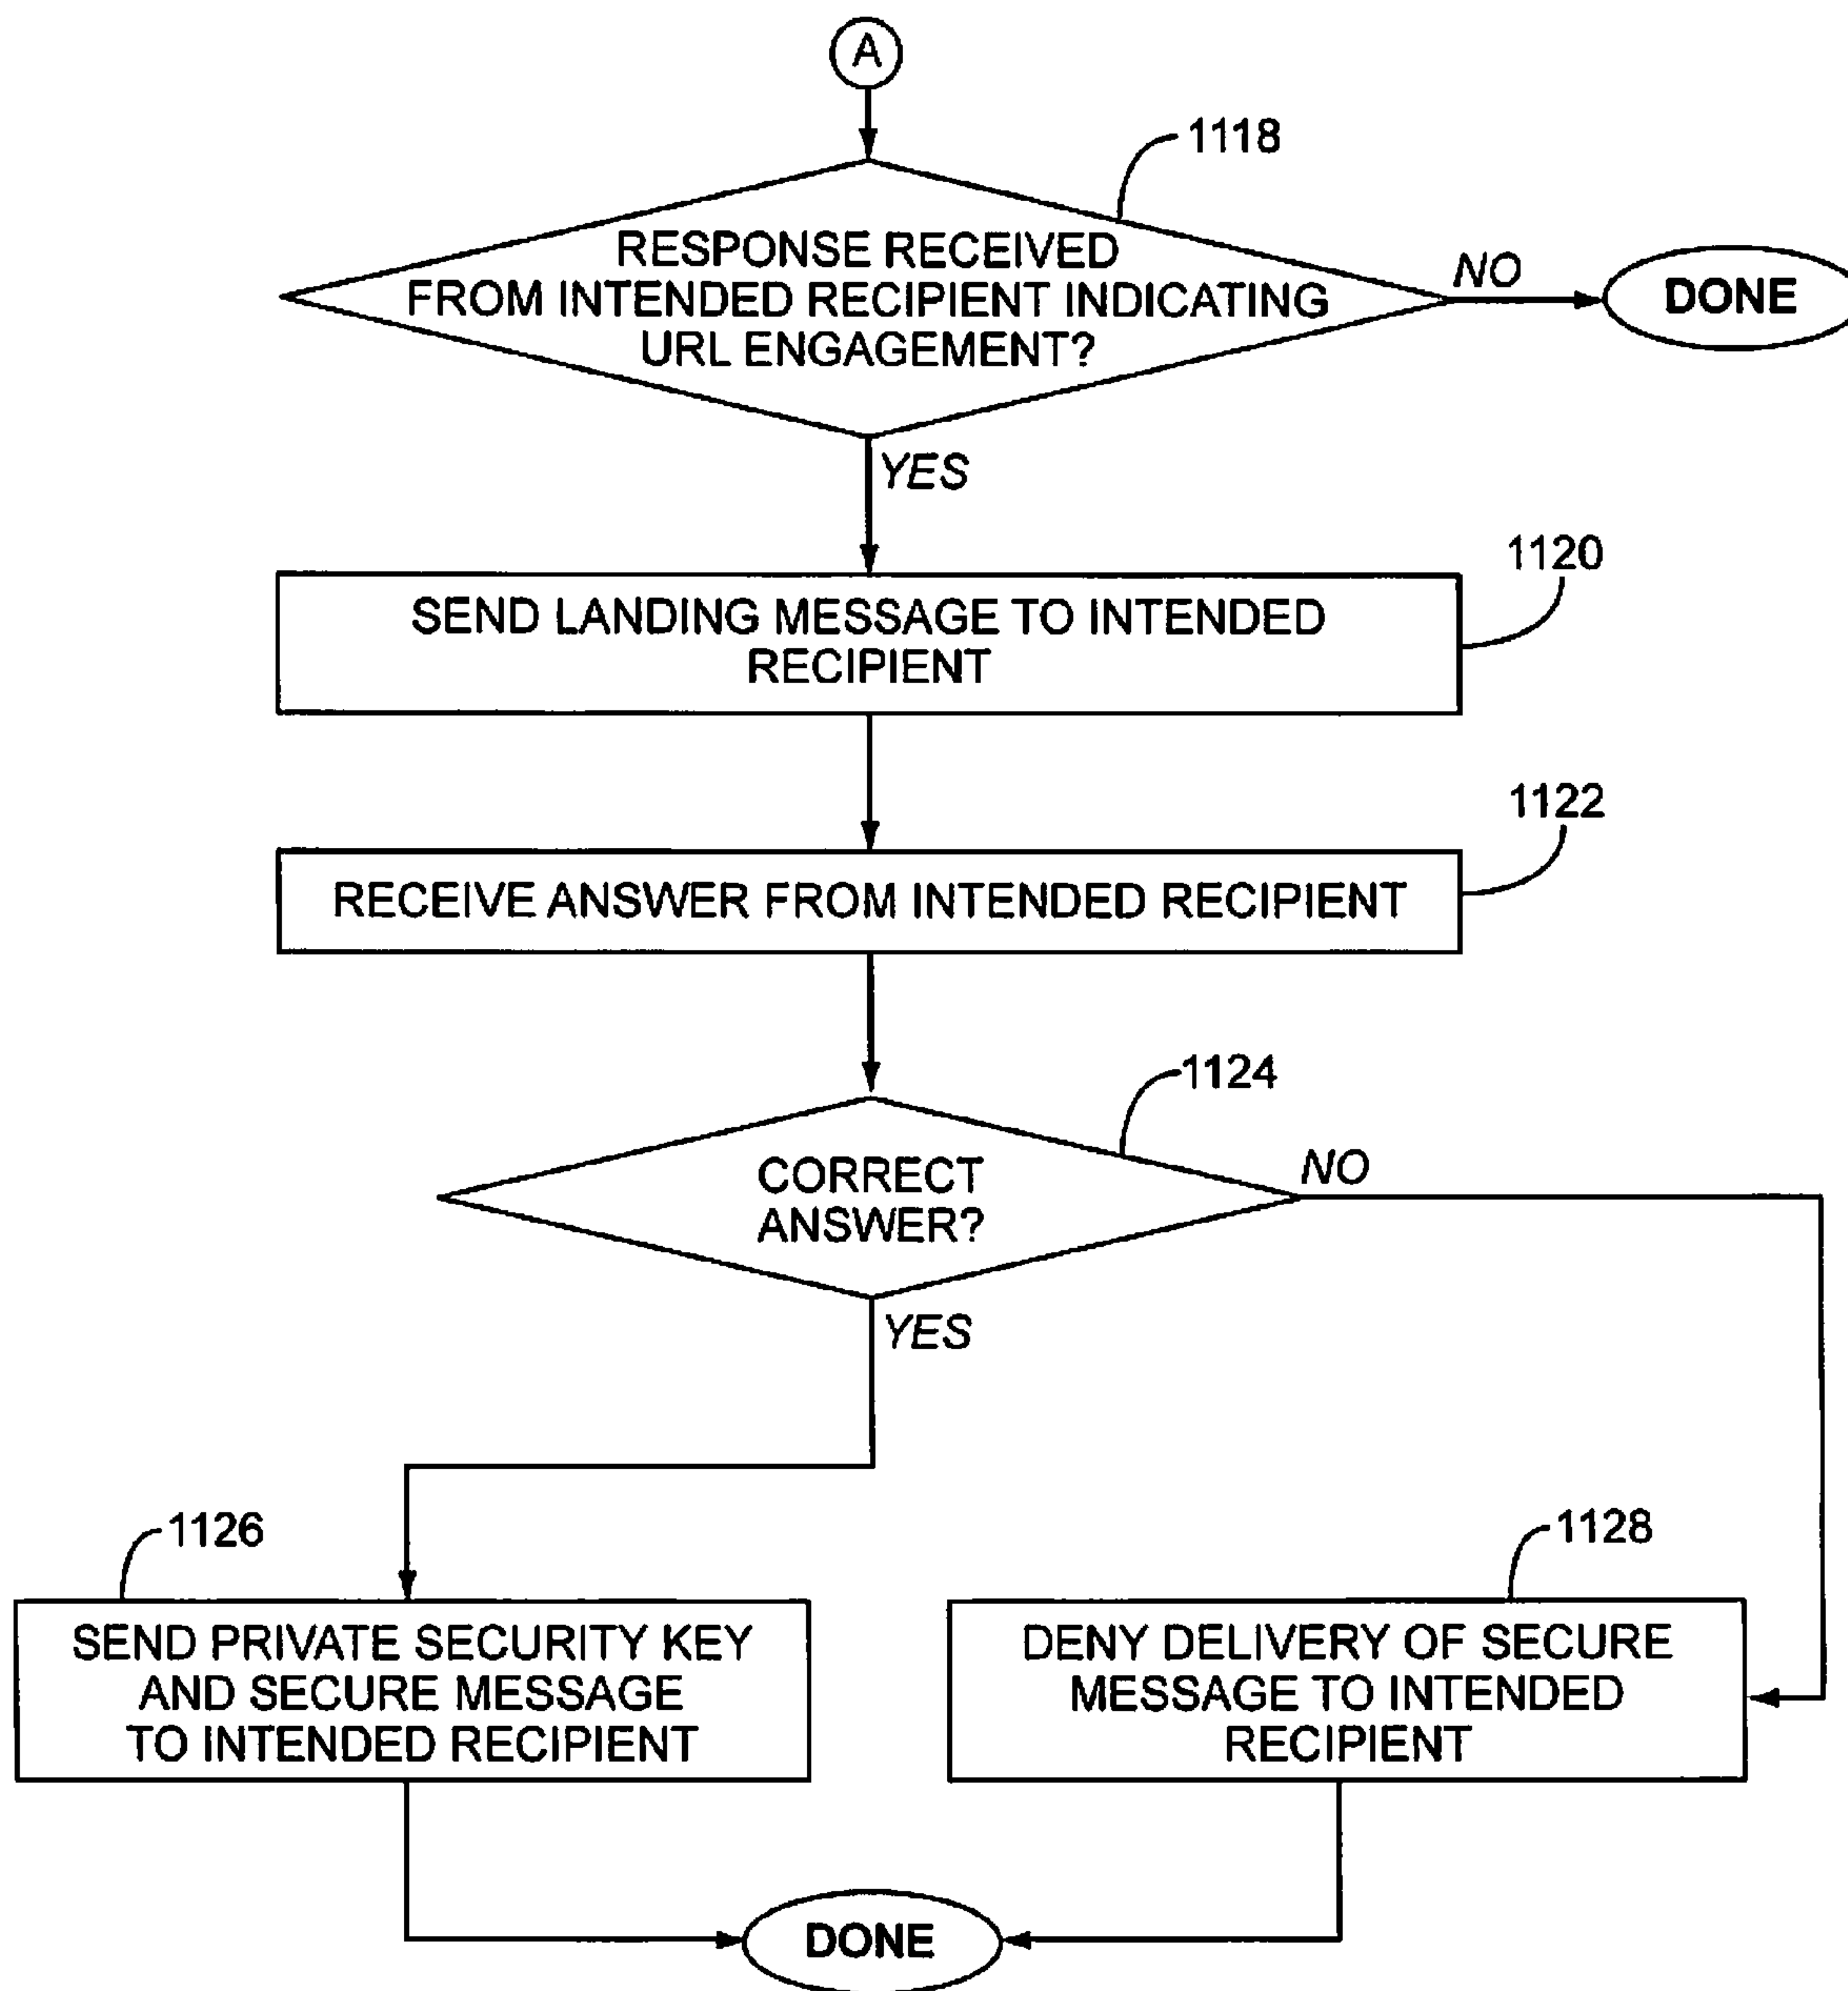 A
1118
RESPONSE RECEIVED
FROM INTENDED RECIPIENT INDICATING
URL ENGAGEMENT?
NO
DONE
YES
1120
SEND LANDING MESSAGE TO INTENDED
RECIPIENT
1122
RECEIVE ANSWER FROM INTENDED RECIPIENT
1124
CORRECT
ANSWER?
NO
YES
1126
SEND PRIVATE SECURITY KEY
AND SECURE MESSAGE
TO INTENDED RECIPIENT
1128
DENY DELIVERY OF SECURE
MESSAGE TO INTENDED
RECIPIENT
DONE